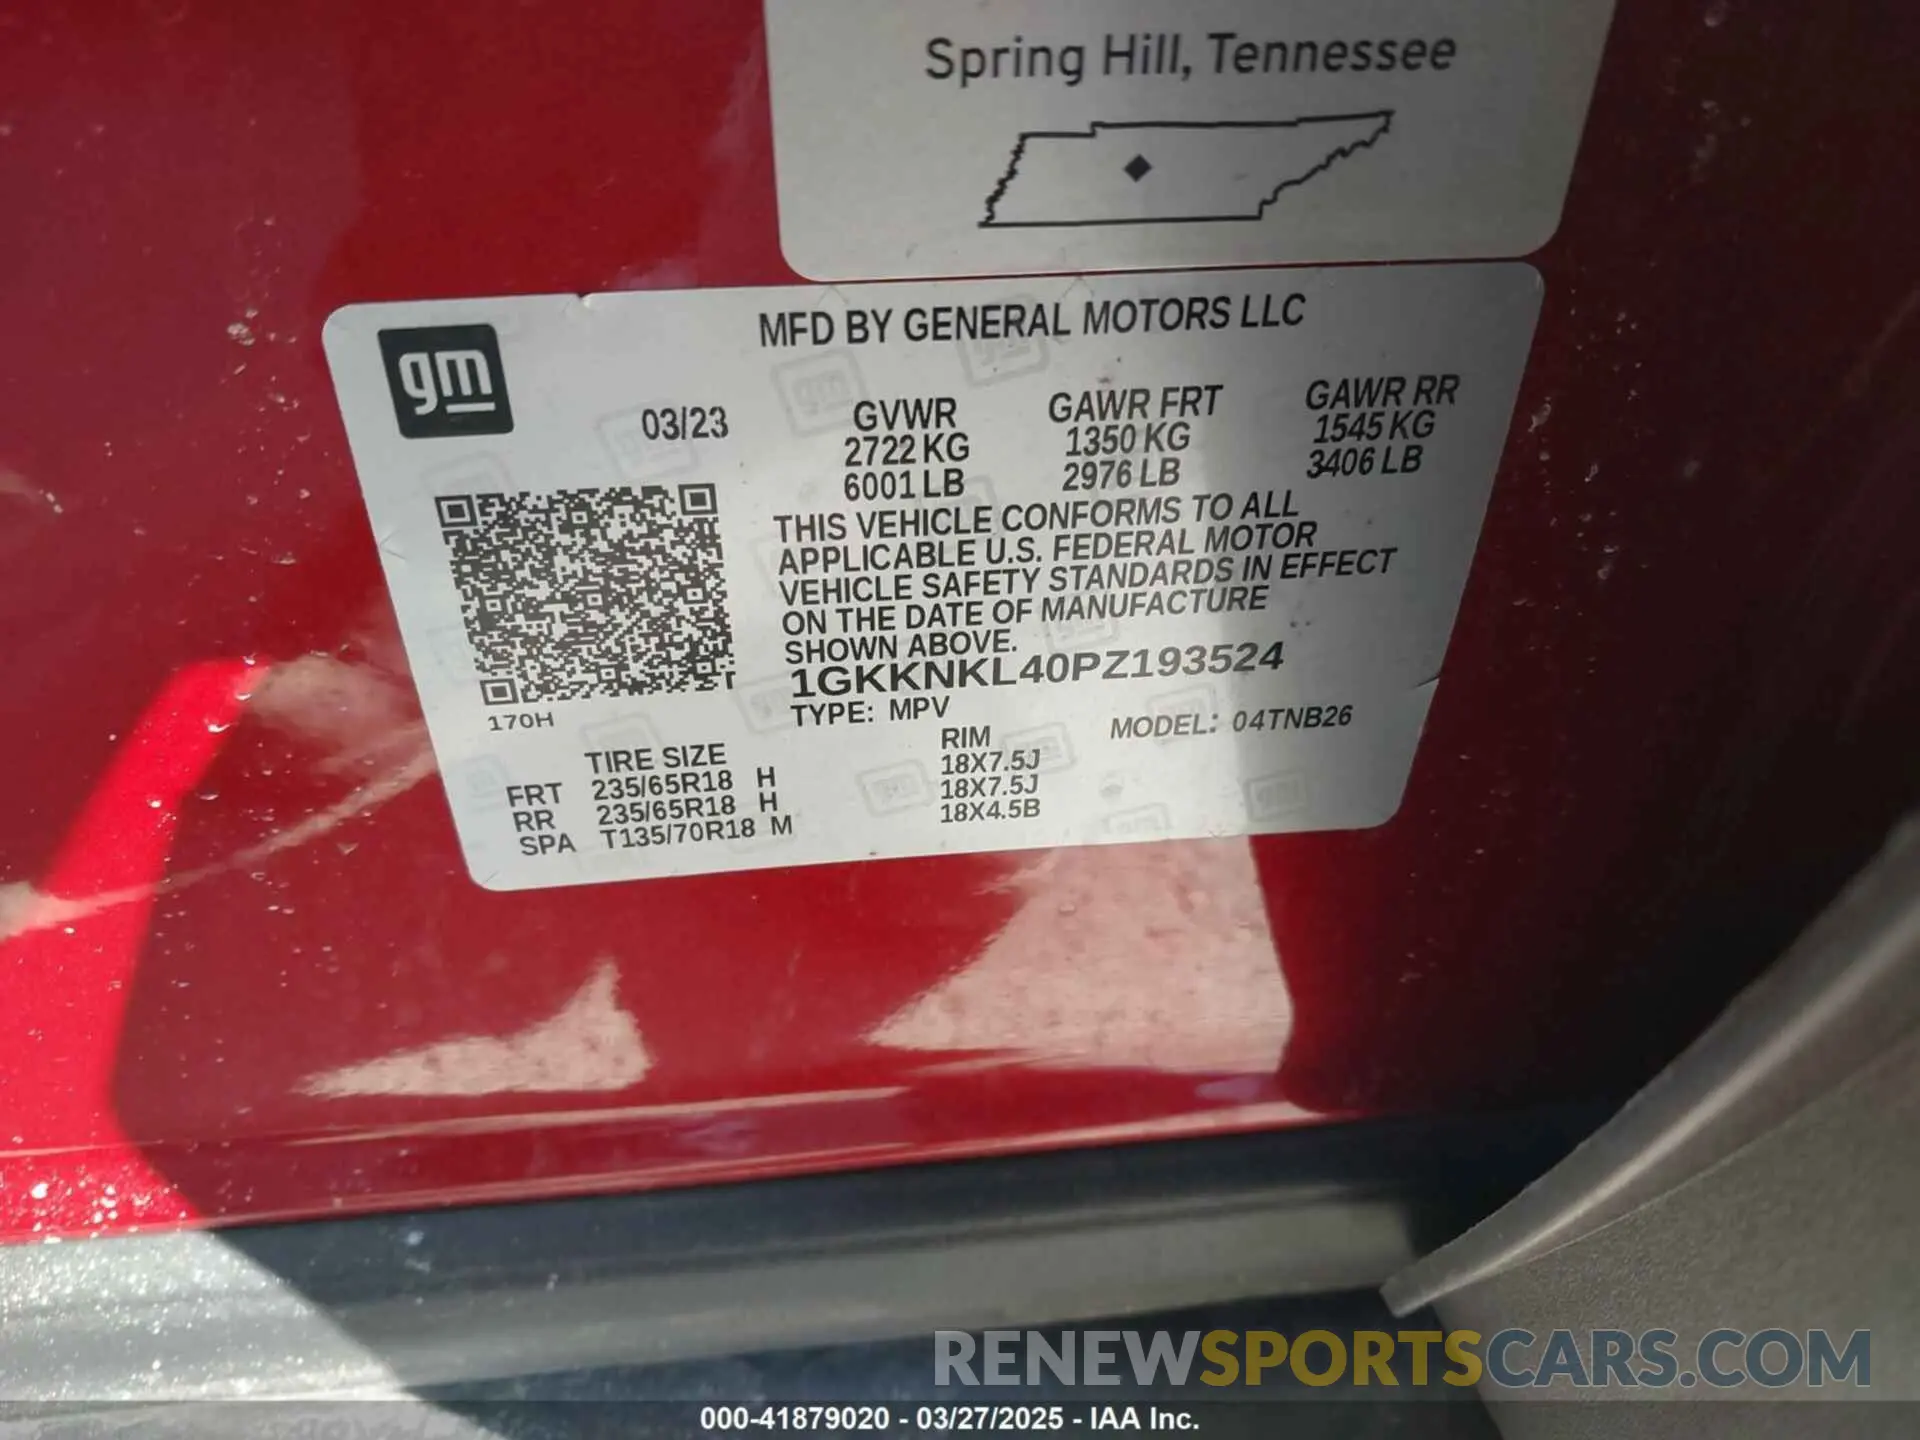 Spring Hill, Tennessee
gm
MFD BY GENERAL MOTORS LLC
03/23 GVWR GAWR FRT GAWR RR
2722 KG 1350 KG 1545 KG
6001 LB 2976 LB 3406 LB
THIS VEHICLE CONFORMS TO ALL
APPLICABLE U.S. FEDERAL MOTOR
VEHICLE SAFETY STANDARDS IN EFFECT
ON THE DATE OF MANUFACTURE
SHOWN ABOVE.
1GKKNKL40PZ193524
170H TYPE: MPV MODEL: 04TNB26
TIRE SIZE RIM
FRT 235/65R18 H 18X7.5J
RR 235/65R18 H 18X7.5J
SPA T135/70R18 M 18X4.5B
RENEWSPORTSCARS.COM
000-41879020 - 03/27/2025 - IAA Inc.